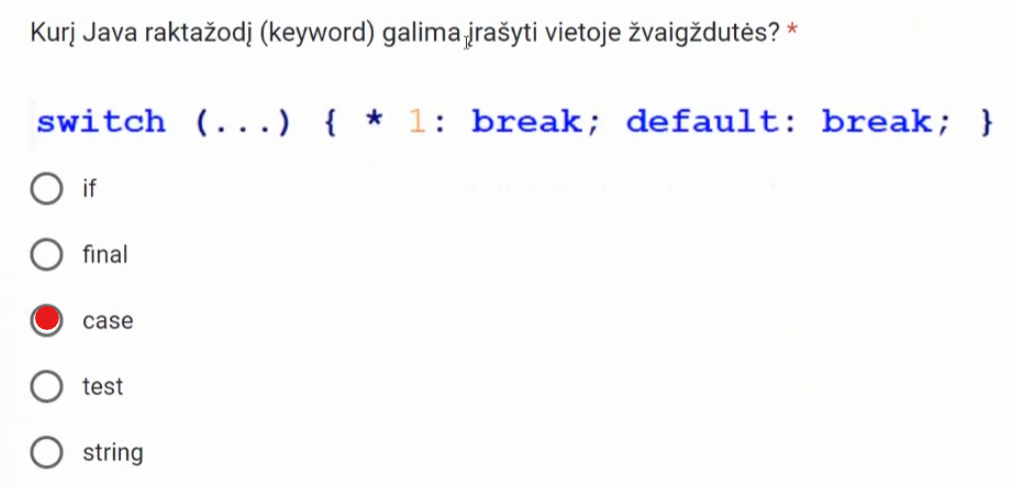 Kurį Java raktažodį (keyword) galima įrašyti vietoje žvaigždutės? *
switch (...) { * 1: break; default: break; }
if
final
case
test
string